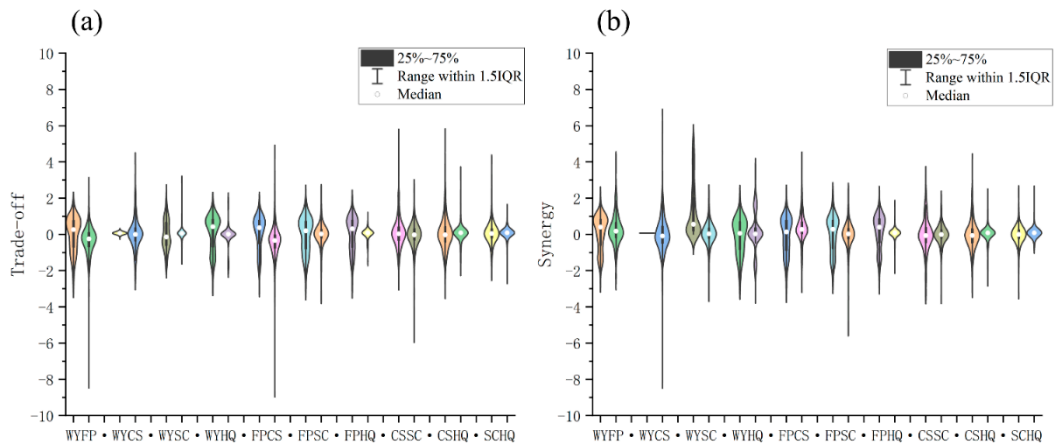 (a)
10
8
6
4
2
0
-2
-4
-6
-8
-10
Trade-off
25%~75%
Range within 1.5IQR
Median
WYFP • WYCS • WYSC • WYHQ • FPCS • FPSC • FPHQ • CSSC • CSHQ • SCHQ
(b)
10
8
6
4
2
0
-2
-4
-6
-8
-10
Synergy
25%~75%
Range within 1.5IQR
Median
WYFP • WYCS • WYSC • WYHQ • FPCS • FPSC • FPHQ • CSSC • CSHQ • SCHQ